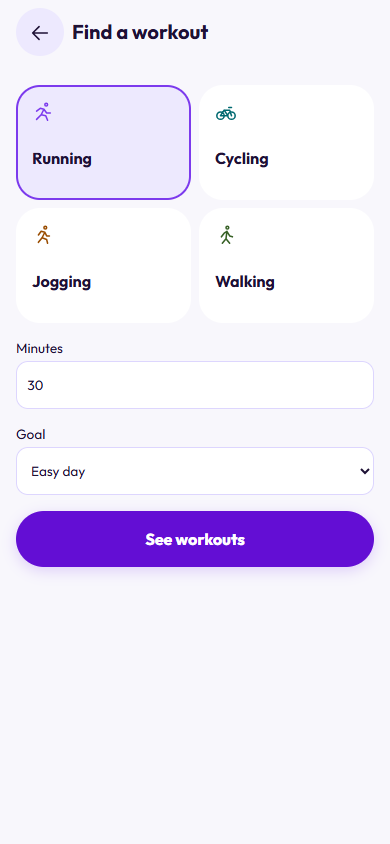 Find a workout
Running
Cycling
Jogging
Walking
Minutes
30
Goal
Easy day
See workouts